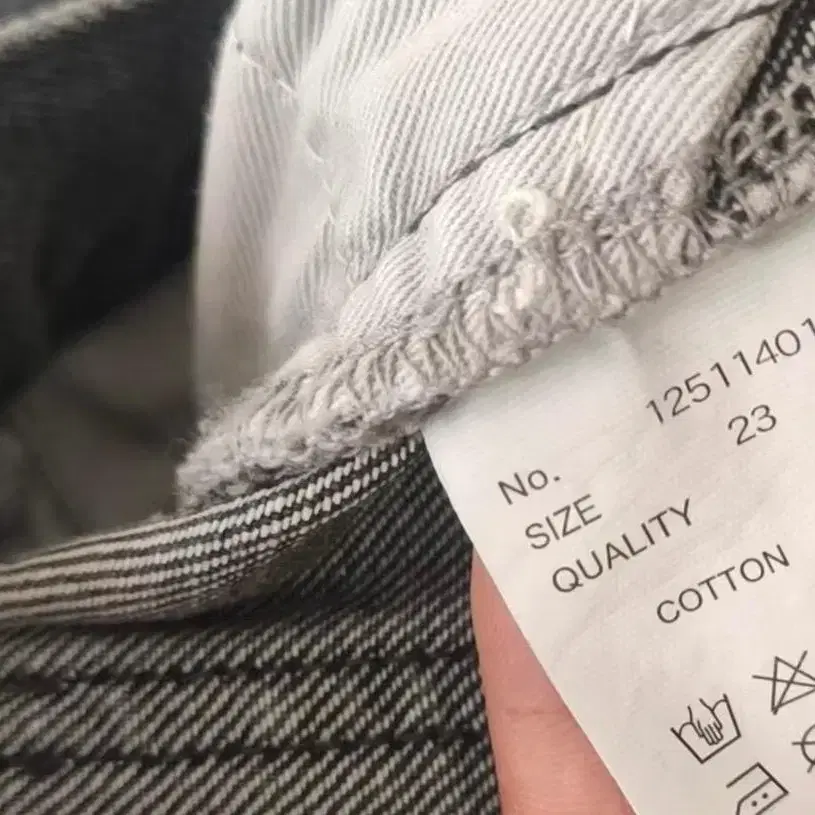 No. 12511401
SIZE 23
QUALITY
COTTON